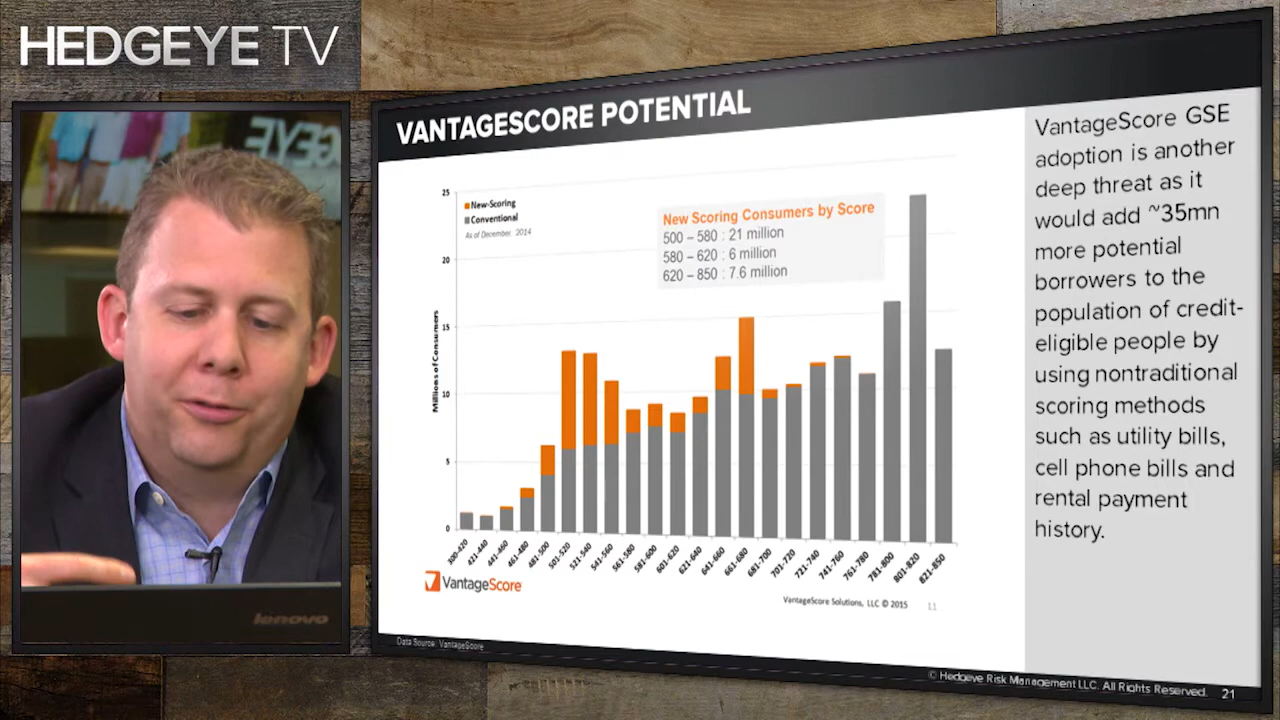 HEDGEYE TV
VANTAGESCORE POTENTIAL
New-Scoring
Conventional
As of December, 2014
New Scoring Consumers by Score
500 – 580 : 21 million
580 – 620 : 6 million
620 – 850 : 7.6 million
Millions of Consumers
25
20
15
10
5
0
300-420
421-440
441-460
461-480
481-500
501-520
521-540
541-560
561-580
581-600
601-620
621-640
641-660
661-680
681-700
701-720
721-740
741-760
761-780
781-800
801-820
821-850
VantageScore
VantageScore Solutions, LLC © 2015
11
VantageScore GSE
adoption is another
deep threat as it
would add ~35mn
more potential
borrowers to the
population of credit-
eligible people by
using nontraditional
scoring methods
such as utility bills,
cell phone bills and
rental payment
history.
Data Source: VantageScore
© Hedgeye Risk Management LLC. All Rights Reserved.
21
GEYE
lenovo